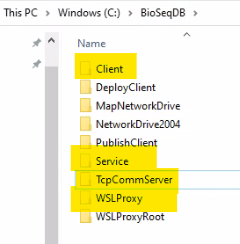 This PC > Windows (C:) > BioSeqDB
Name
Client
DeployClient
MapNetworkDrive
NetworkDrive2004
PublishClient
Service
TcpCommServer
WSLProxy
WSLProxyRoot